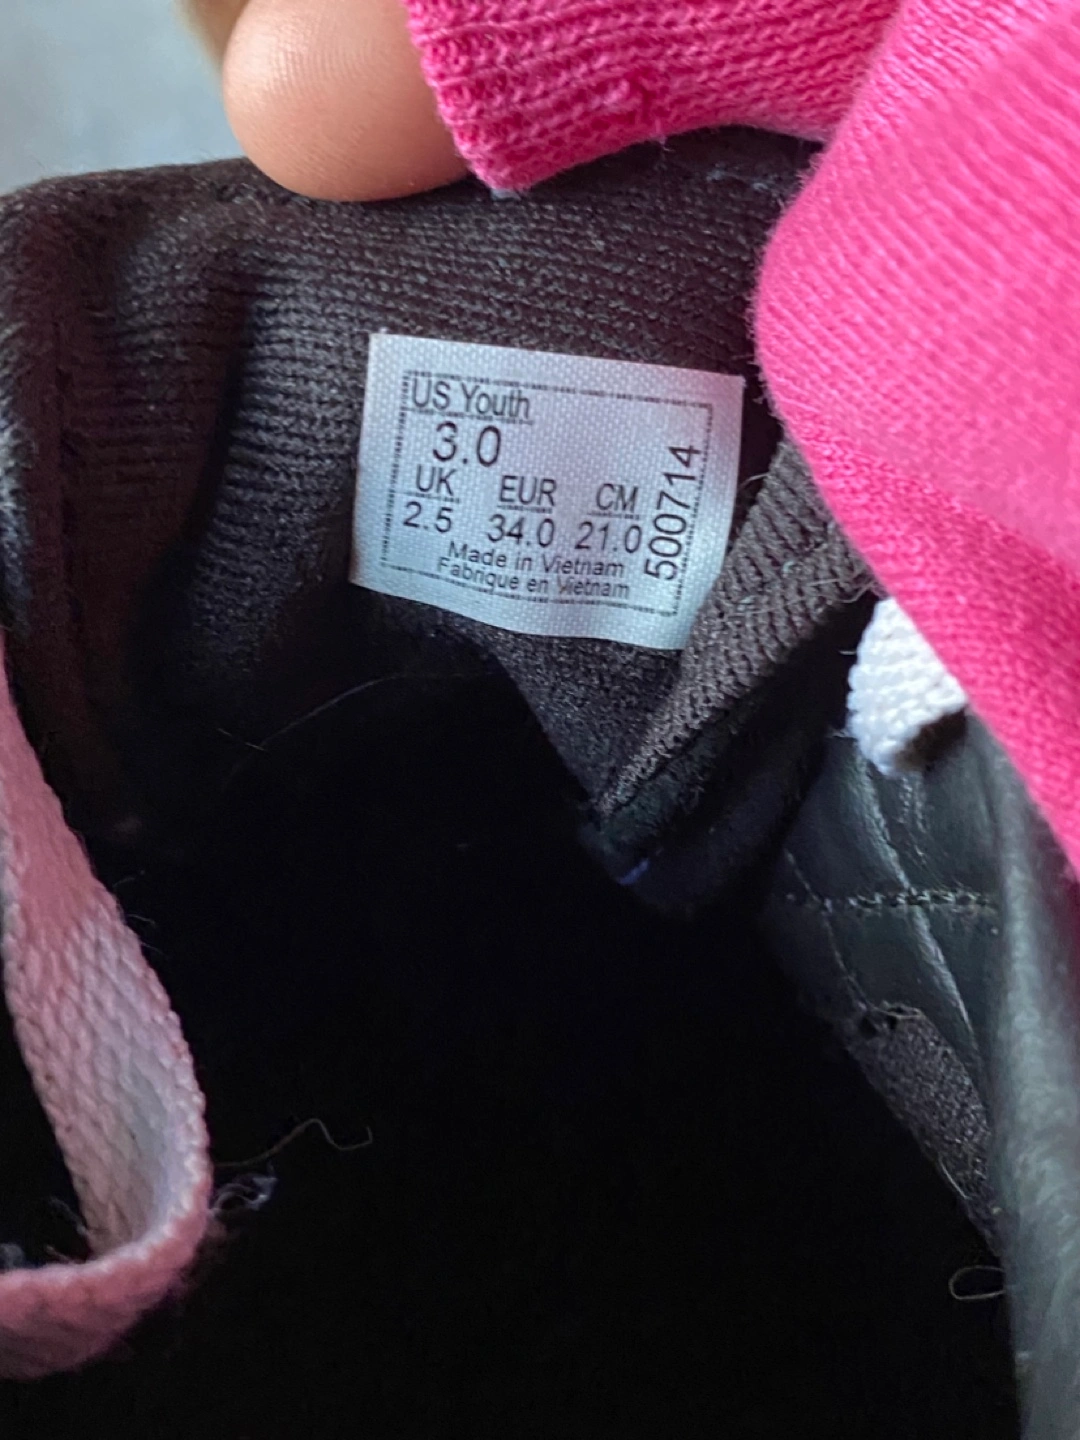 US Youth
3.0
UK EUR CM
2.5 34.0 21.0
Made in Vietnam
Fabrique en Vietnam
500714